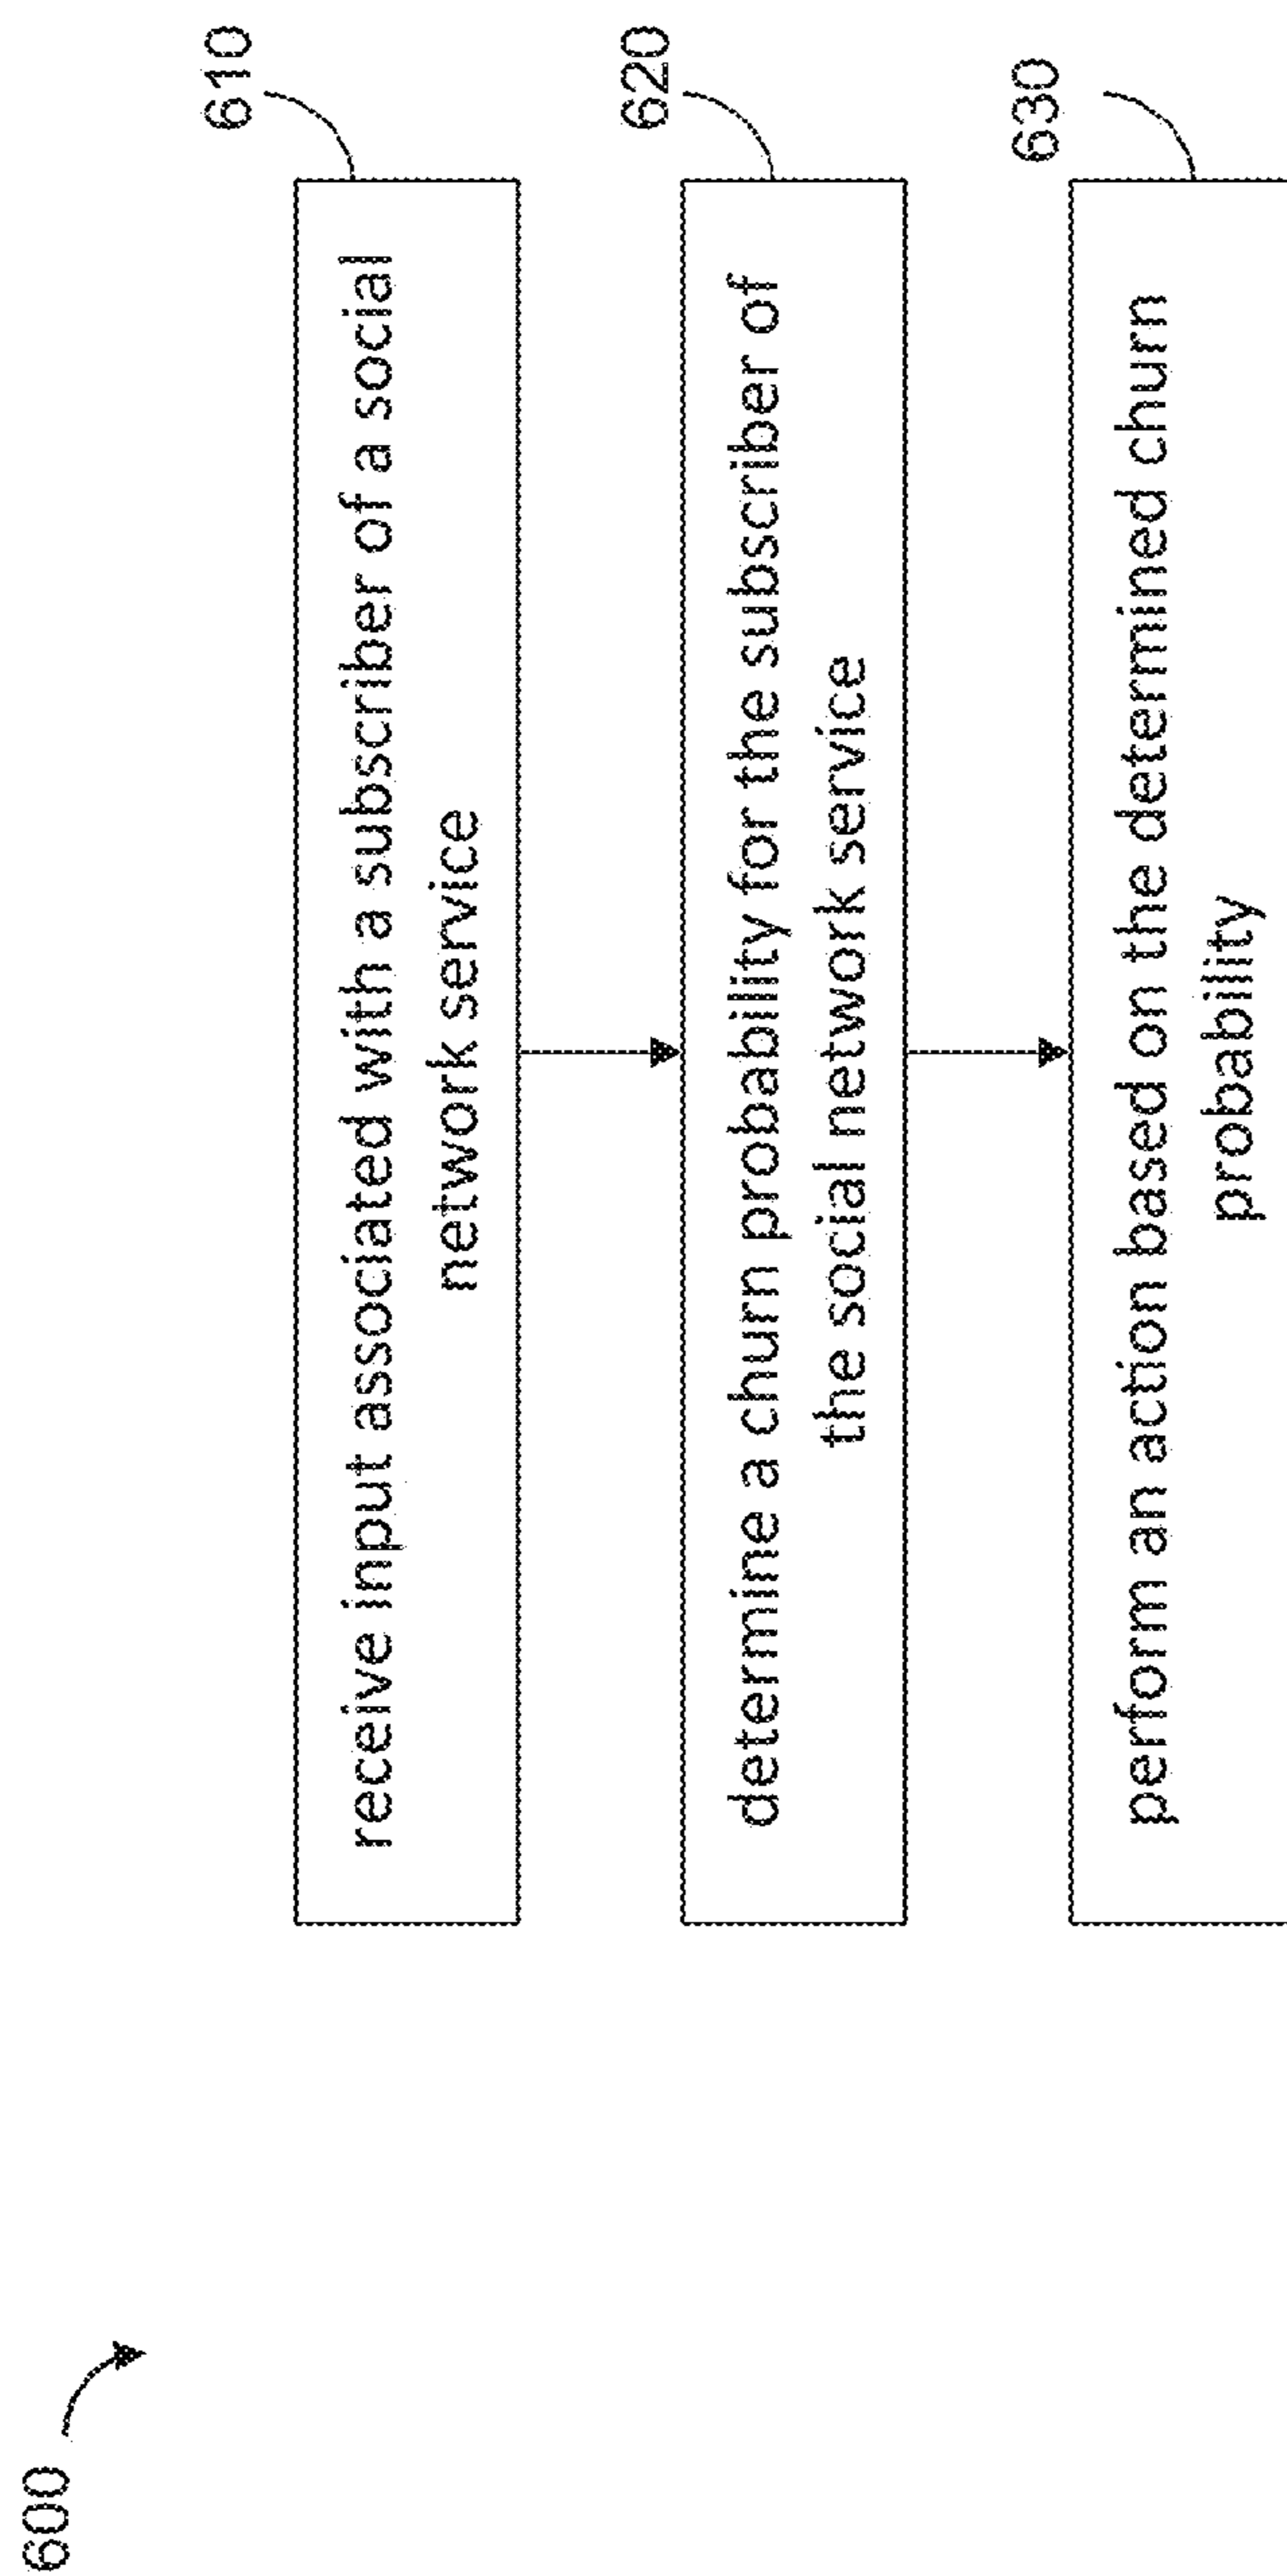 600
610
receive input associated with a subscriber of a social
network service
620
determine a churn probability for the subscriber of
the social network service
630
perform an action based on the determined churn
probability